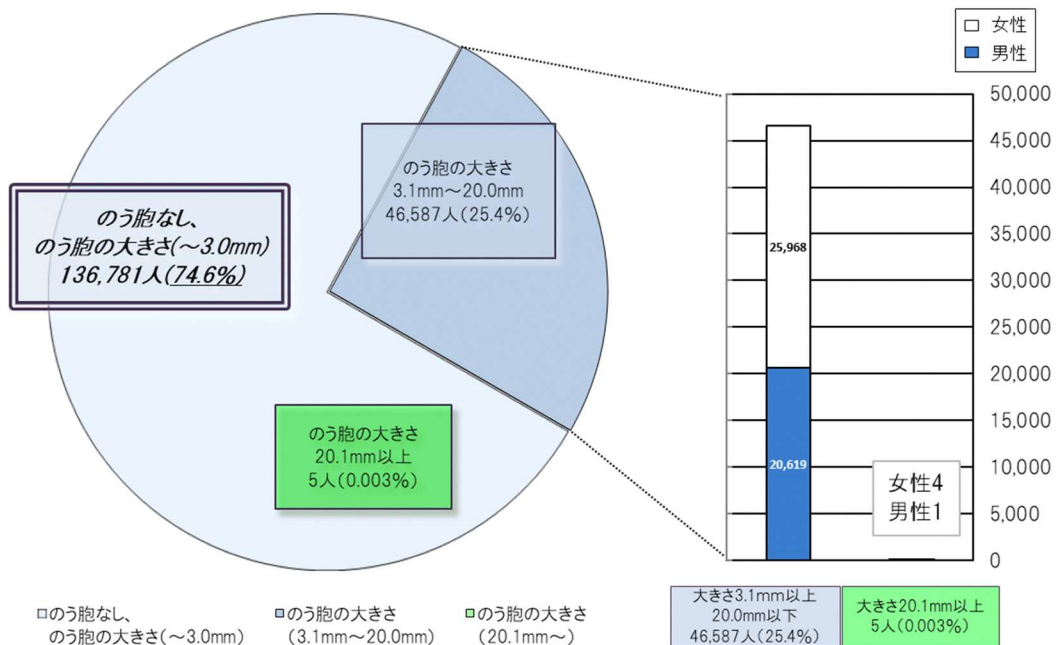 のう胞なし、
のう胞の大きさ(～3.0mm)
136,781人(74.6%)
のう胞の大きさ
3.1mm～20.0mm
46,587人(25.4%)
のう胞の大きさ
20.1mm以上
5人(0.003%)
□のう胞なし、
のう胞の大きさ(～3.0mm)
□のう胞の大きさ
(3.1mm～20.0mm)
□のう胞の大きさ
(20.1mm～)
女性
男性
50,000
45,000
40,000
35,000
30,000
25,000
20,000
15,000
10,000
5,000
0
25,968
20,619
女性4
男性1
大きさ3.1mm以上
20.0mm以下
46,587人(25.4%)
大きさ20.1mm以上
5人(0.003%)